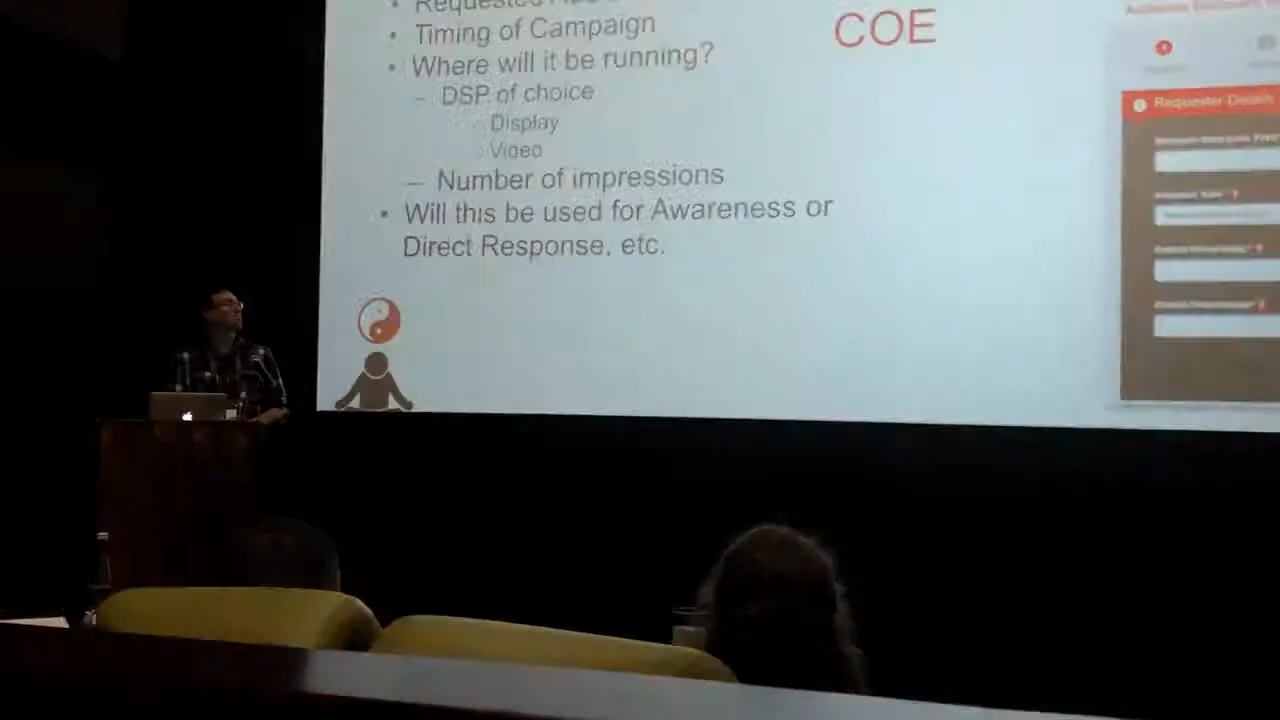 Requested
Timing of Campaign
COE
Where will it be running?
– DSP of choice
Display
Video
– Number of impressions
Will this be used for Awareness or
Direct Response, etc.
Requester Details